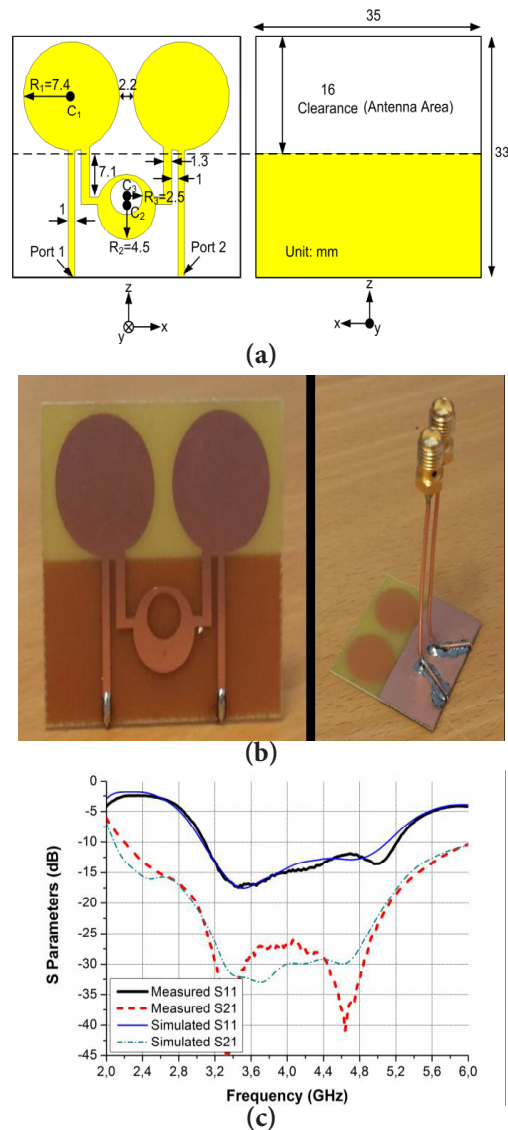 35
R1=7.4
C1
2.2
16
Clearance (Antenna Area)
33
7.1
1.3
1
C3
R3=2.5
C2
1
R2=4.5
Port 1
Port 2
Unit: mm
z
x
y
z
x
y
(a)
(b)
0
-5
-10
-15
-20
-25
-30
-35
-40
-45
S Parameters (dB)
Measured S11
Measured S21
Simulated S11
Simulated S21
2,0 2,4 2,8 3,2 3,6 4,0 4,4 4,8 5,2 5,6 6,0
Frequency (GHz)
(c)